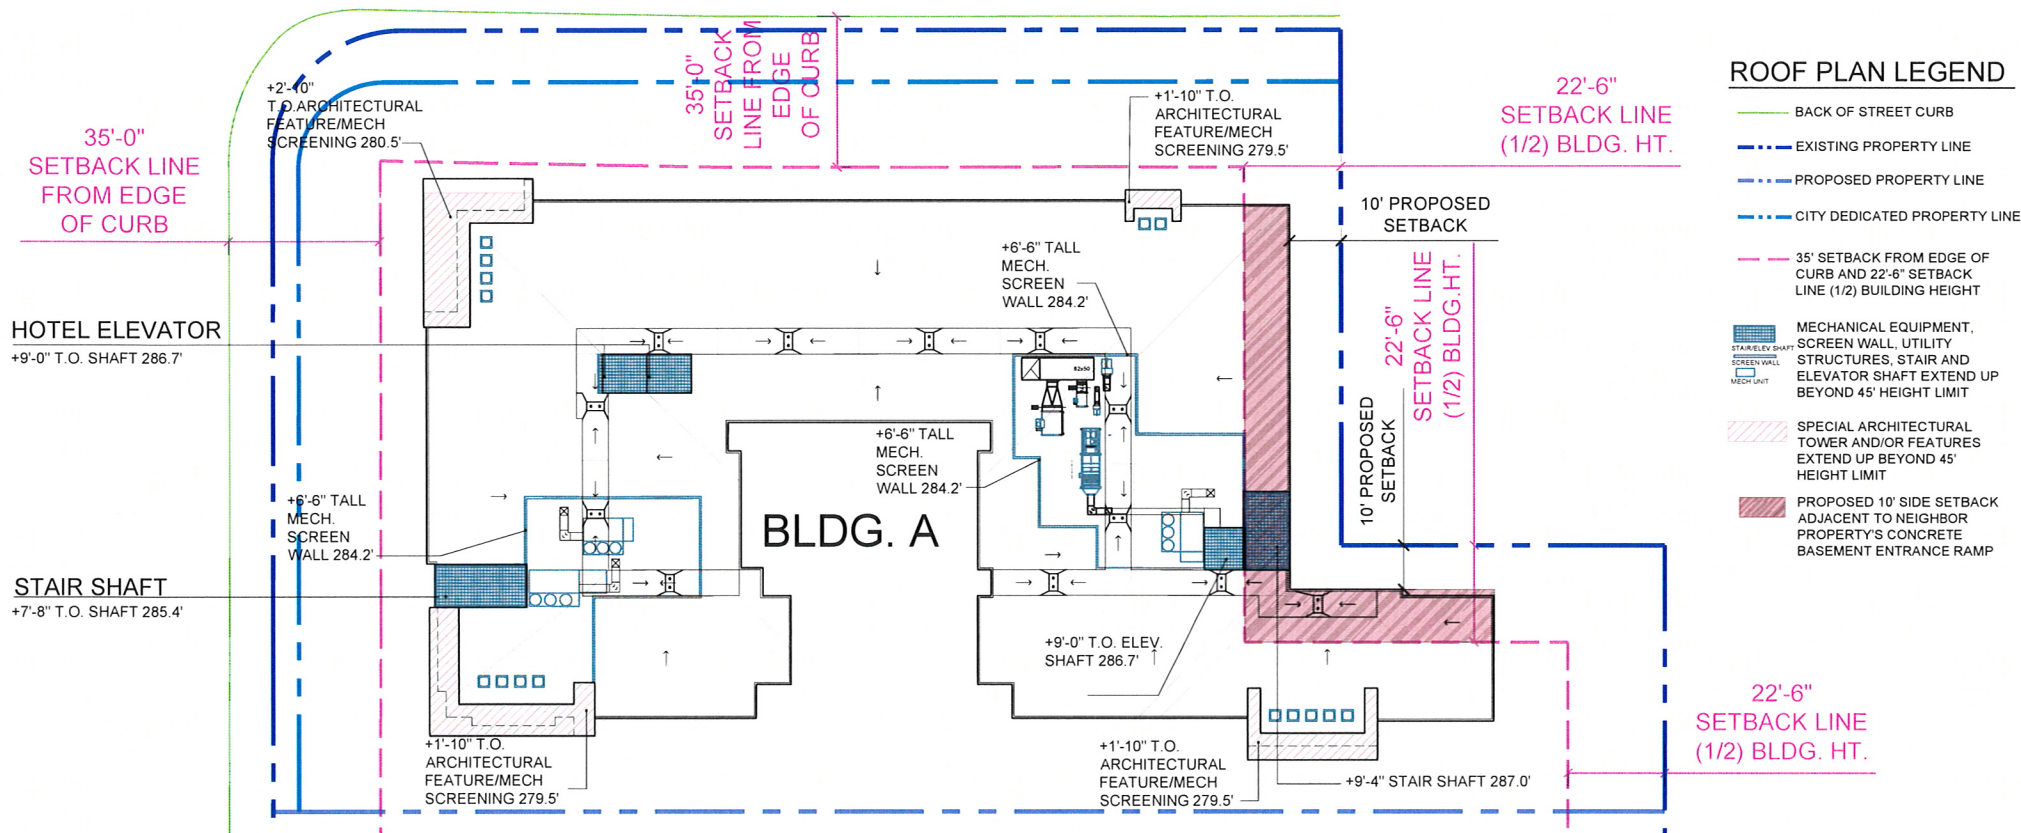 35'-0"
SETBACK
LINE FROM
EDGE
OF CURB
+2'-10"
T.O.ARCHITECTURAL
FEATURE/MECH
SCREENING 280.5'
35'-0"
SETBACK LINE
FROM EDGE
OF CURB
+1'-10" T.O.
ARCHITECTURAL
FEATURE/MECH
SCREENING 279.5'
22'-6"
SETBACK LINE
(1/2) BLDG. HT.
10' PROPOSED
SETBACK
22'-6"
SETBACK LINE
(1/2) BLDG.HT.
10' PROPOSED
SETBACK
+6'-6" TALL
MECH.
SCREEN
WALL 284.2'
HOTEL ELEVATOR
+9'-0" T.O. SHAFT 286.7'
62x50
+6'-6" TALL
MECH.
SCREEN
WALL 284.2'
BLDG. A
+6'-6" TALL
MECH.
SCREEN
WALL 284.2'
STAIR SHAFT
+7'-8" T.O. SHAFT 285.4'
+9'-0" T.O. ELEV.
SHAFT 286.7'
+1'-10" T.O.
ARCHITECTURAL
FEATURE/MECH
SCREENING 279.5'
+1'-10" T.O.
ARCHITECTURAL
FEATURE/MECH
SCREENING 279.5'
+9'-4" STAIR SHAFT 287.0'
22'-6"
SETBACK LINE
(1/2) BLDG. HT.
ROOF PLAN LEGEND
BACK OF STREET CURB
EXISTING PROPERTY LINE
PROPOSED PROPERTY LINE
CITY DEDICATED PROPERTY LINE
35' SETBACK FROM EDGE OF
CURB AND 22'-6" SETBACK
LINE (1/2) BUILDING HEIGHT
STAIR/ELEV SHAFT
SCREEN WALL
MECH UNIT
MECHANICAL EQUIPMENT,
SCREEN WALL, UTILITY
STRUCTURES, STAIR AND
ELEVATOR SHAFT EXTEND UP
BEYOND 45' HEIGHT LIMIT
SPECIAL ARCHITECTURAL
TOWER AND/OR FEATURES
EXTEND UP BEYOND 45'
HEIGHT LIMIT
PROPOSED 10' SIDE SETBACK
ADJACENT TO NEIGHBOR
PROPERTY'S CONCRETE
BASEMENT ENTRANCE RAMP